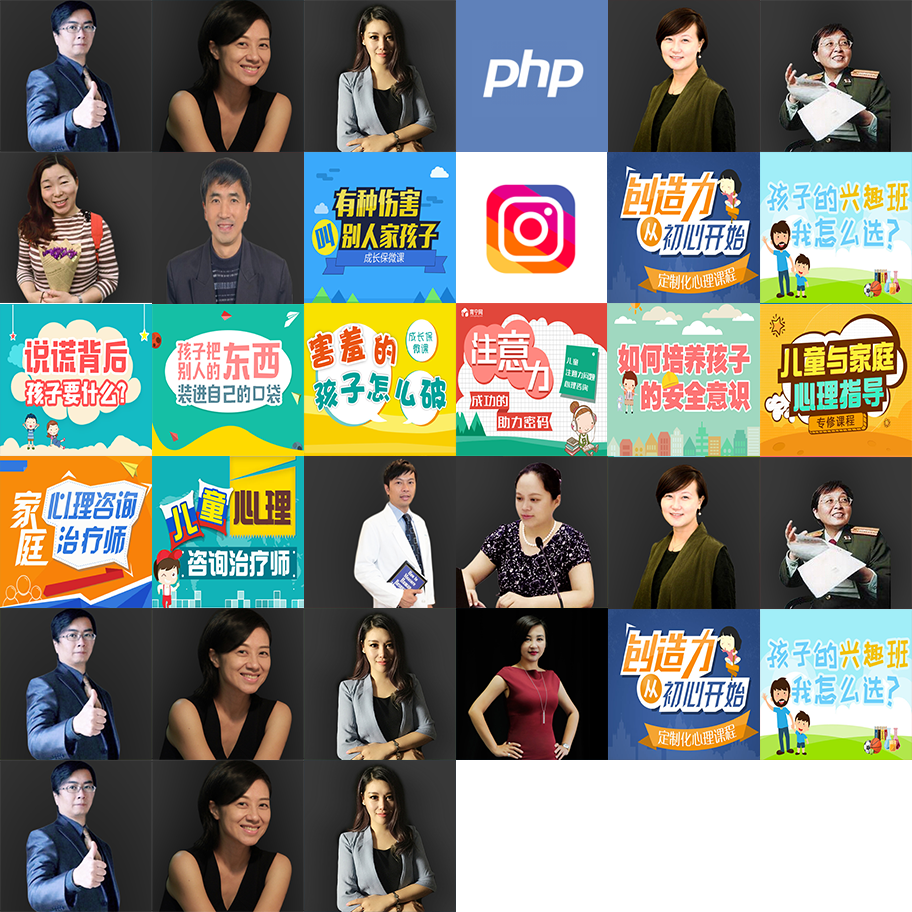 php
有种伤害
叫
别人家孩子
成长保微课
创造力
从
初心开始
定制化心理课程
孩子的兴趣班
我怎么选?
说谎背后
孩子要什么?
孩子把
别人的
东西
装进自己的口袋
害羞的
成长保
微课
孩子怎么破
注意
力
儿童
注意力问题
心理咨询
成功的
助力密码
如何培养孩子
的安全意识
儿童与家庭
心理指导
专修课程
家庭
心理咨询
治疗师
儿童心理
咨询治疗师
创造力
从
初心开始
定制化心理课程
孩子的兴趣班
我怎么选?